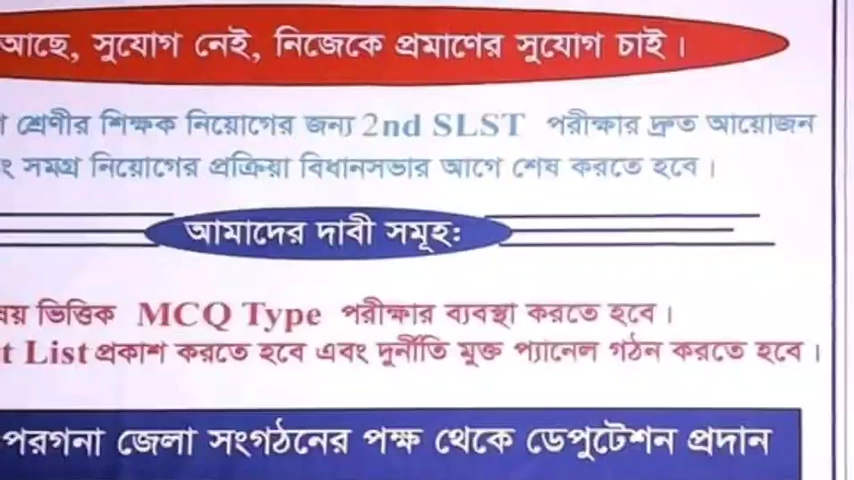 আছে, সুযোগ নেই, নিজেকে প্রমাণের সুযোগ চাই।
শ্রেণীর শিক্ষক নিয়োগের জন্য 2nd SLST পরীক্ষার দ্রুত আয়োজন
সমগ্র নিয়োগের প্রক্রিয়া বিধানসভার আগে শেষ করতে হবে।
আমাদের দাবী সমূহঃ
ভিত্তিক MCQ Type পরীক্ষার ব্যবস্থা করতে হবে।
List প্রকাশ করতে হবে এবং দুর্নীতি মুক্ত প্যানেল গঠন করতে হবে।
পরগনা জেলা সংগঠনের পক্ষ থেকে ডেপুটেশন প্রদান